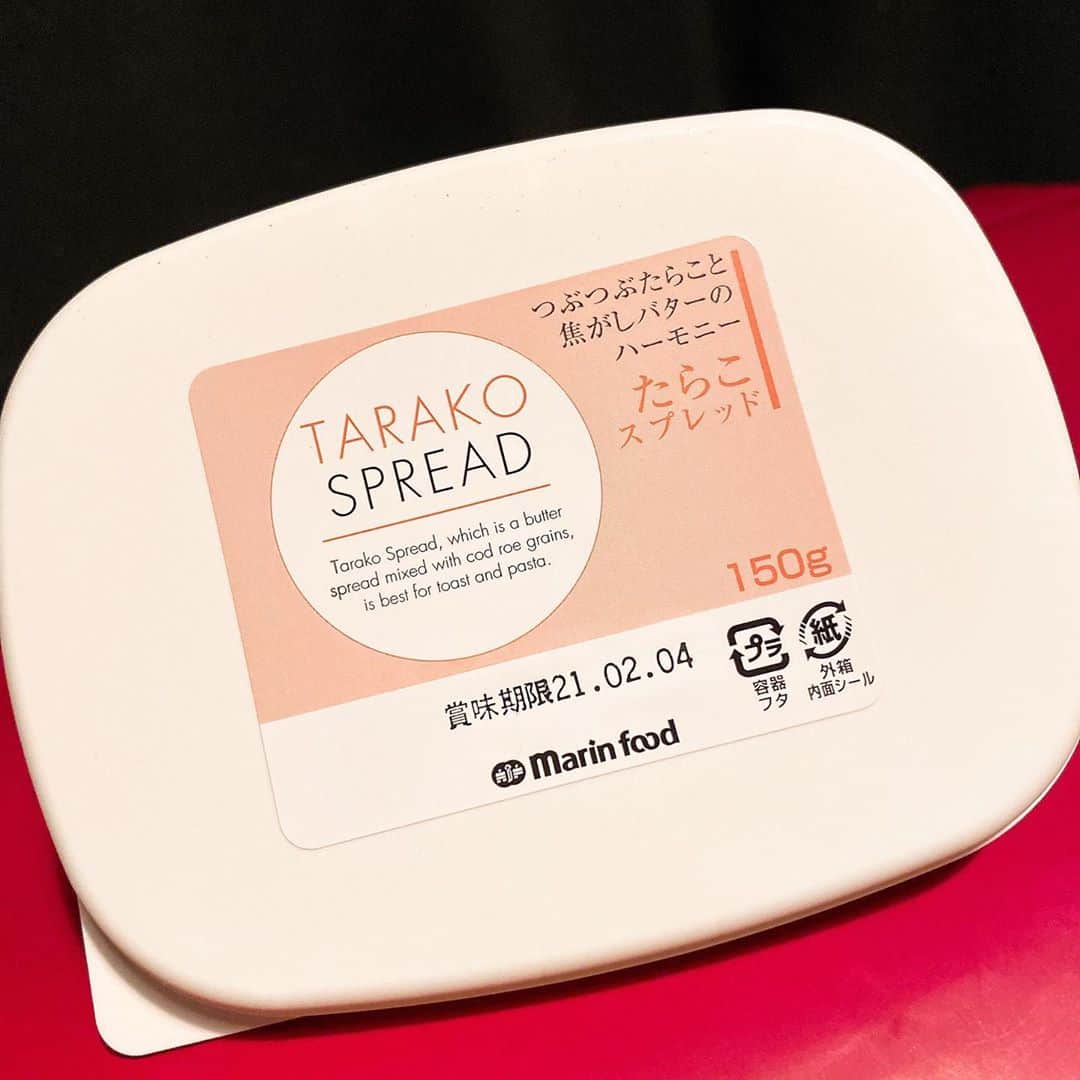 つぶつぶたらこと
焦がしバターの
ハーモニー
たらこ
スプレッド
TARAKO
SPREAD
Tarako Spread, which is a butter
spread mixed with cod roe grains,
is best for toast and pasta.
150g
賞味期限21.02.04
プラ
容器
フタ
紙
外箱
内面シール
marin food